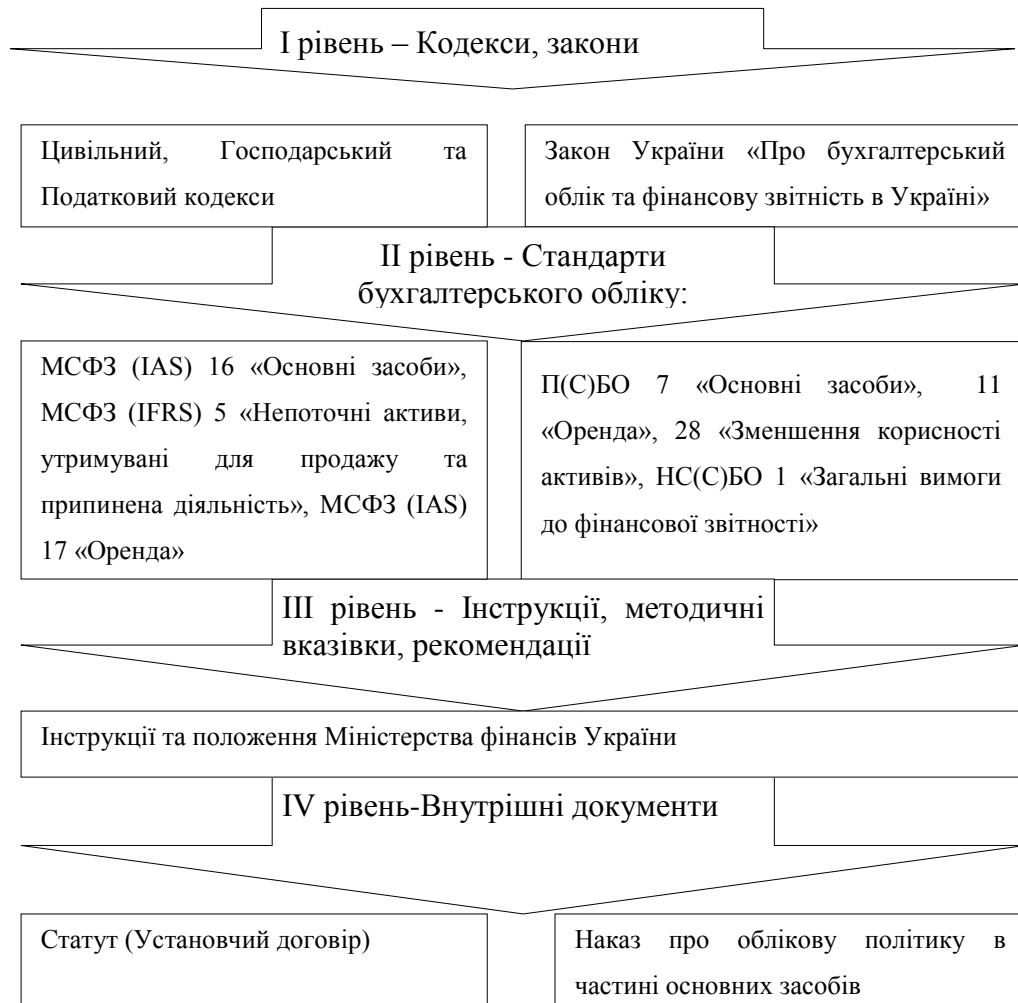 І рівень – Кодекси, закони
Цивільний, Господарський та
Податковий кодекси
Закон України «Про бухгалтерський
облік та фінансову звітність в Україні»
ІІ рівень - Стандарти
бухгалтерського обліку:
МСФЗ (IAS) 16 «Основні засоби»,
МСФЗ (IFRS) 5 «Непоточні активи,
утримувані для продажу та
припинена діяльність», МСФЗ (IAS)
17 «Оренда»
П(С)БО 7 «Основні засоби», 11
«Оренда», 28 «Зменшення корисності
активів», НС(С)БО 1 «Загальні вимоги
до фінансової звітності»
ІІІ рівень - Інструкції, методичні
вказівки, рекомендації
Інструкції та положення Міністерства фінансів України
IV рівень-Внутрішні документи
Статут (Установчий договір)
Наказ про облікову політику в
частині основних засобів